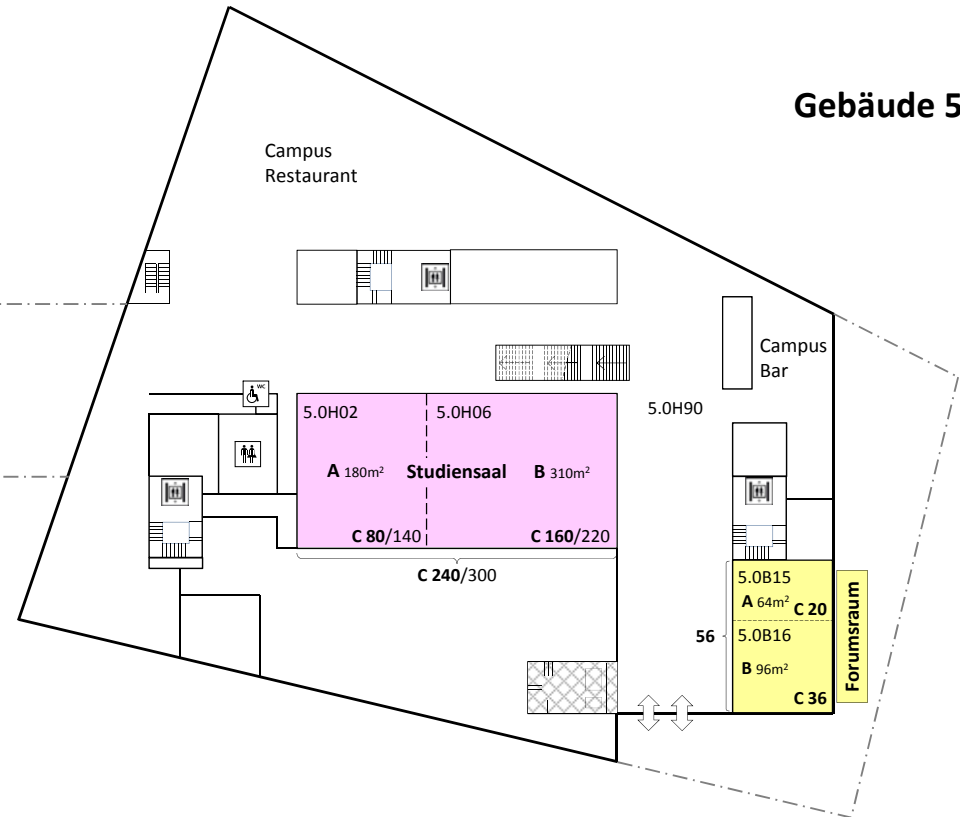 Gebäude 5
Campus
Restaurant
Campus
Bar
WC
5.0H02
5.0H06
5.0H90
A 180m²
Studiensaal
B 310m²
C 80/140
C 160/220
C 240/300
5.0B15
A 64m² C 20
56
5.0B16
B 96m²
C 36
Forumsraum